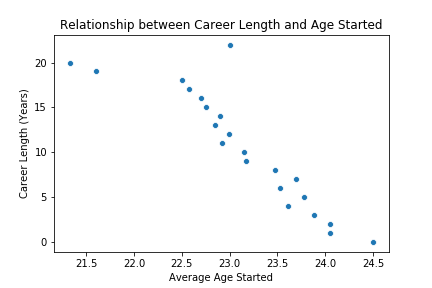 Relationship between Career Length and Age Started
Career Length (Years)
20
15
10
5
0
21.5 22.0 22.5 23.0 23.5 24.0 24.5
Average Age Started